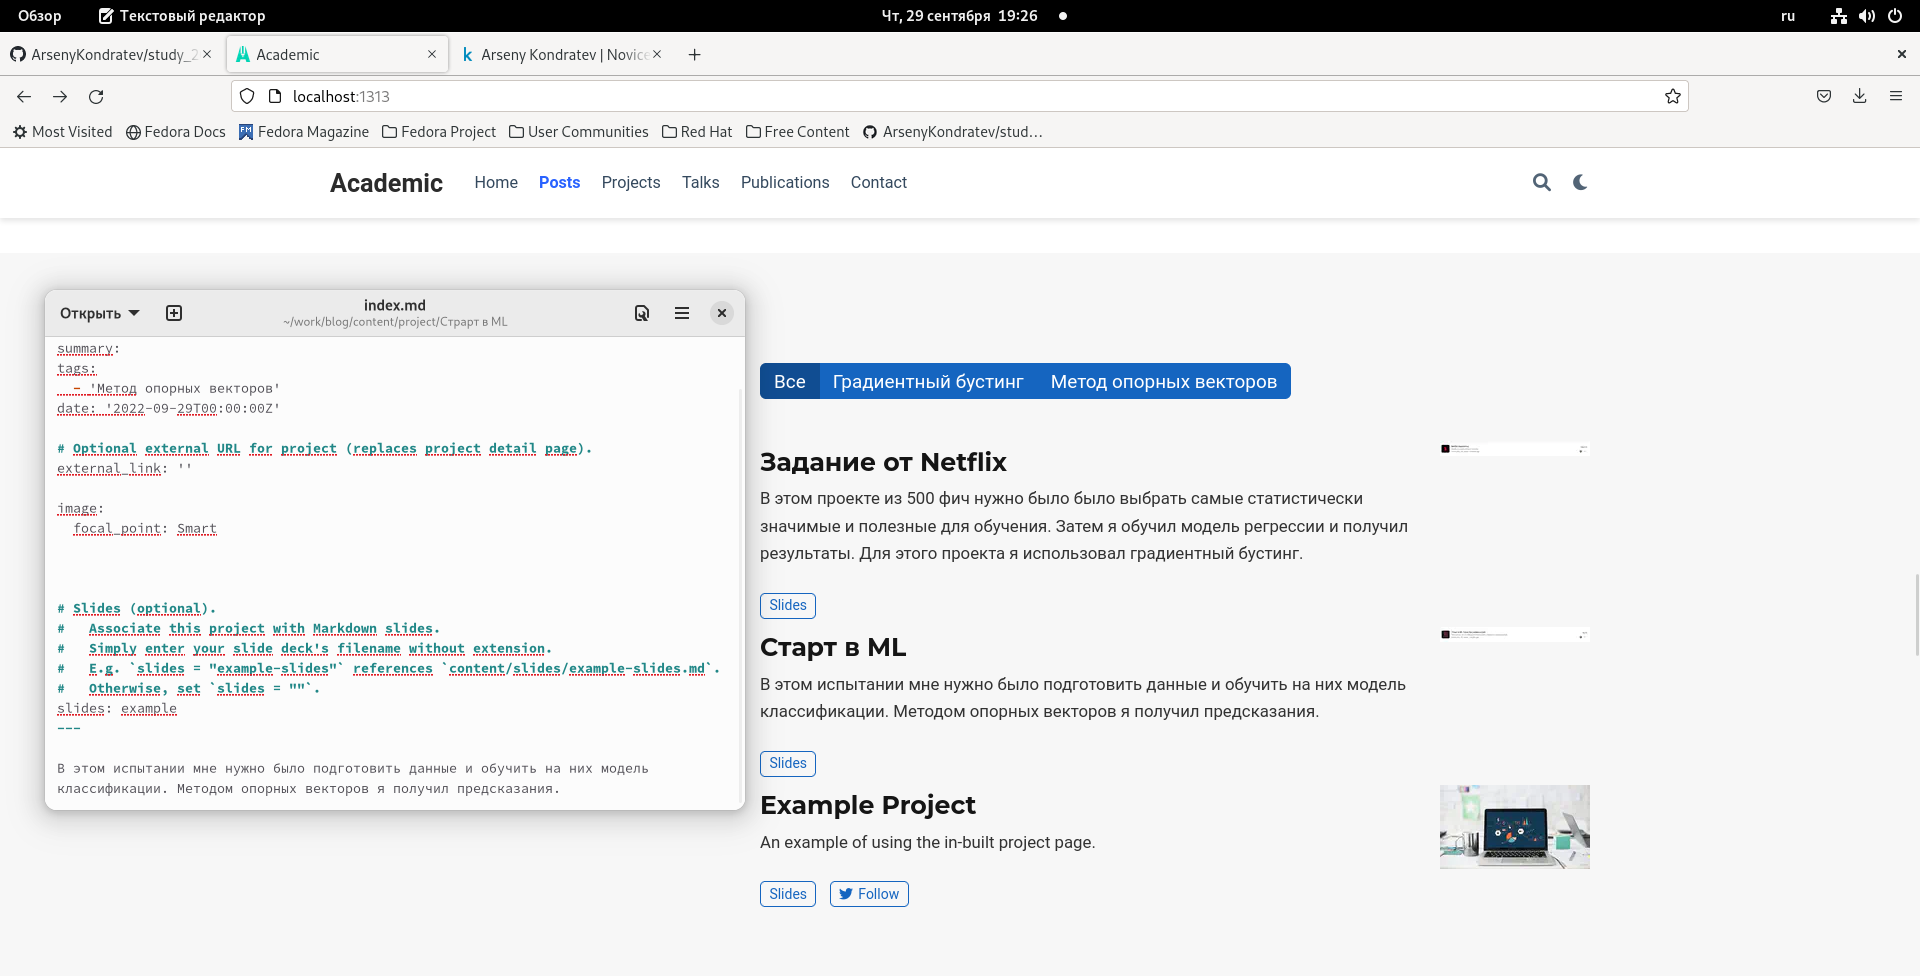 Обзор Текстовый редактор Чт, 29 сентября 19:26 ru
ArsenyKondratev/study_2 Academic Arseny Kondratev | Novice
localhost:1313
Most Visited Fedora Docs Fedora Magazine Fedora Project User Communities Red Hat Free Content ArsenyKondratev/stud…
Academic Home Posts Projects Talks Publications Contact
Открыть index.md
~/work/blog/content/project/Страрт в ML
summary:
tags:
- 'Метод опорных векторов'
date: '2022-09-29T00:00:00Z'
# Optional external URL for project (replaces project detail page).
external_link: ''
image:
focal_point: Smart
# Slides (optional).
# Associate this project with Markdown slides.
# Simply enter your slide deck's filename without extension.
# E.g. `slides = "example-slides"` references `content/slides/example-slides.md`.
# Otherwise, set `slides = ""`.
slides: example
---
В этом испытании мне нужно было подготовить данные и обучить на них модель
классификации. Методом опорных векторов я получил предсказания.
Все Градиентный бустинг Метод опорных векторов
Задание от Netflix
В этом проекте из 500 фич нужно было было выбрать самые статистически
значимые и полезные для обучения. Затем я обучил модель регрессии и получил
результаты. Для этого проекта я использовал градиентный бустинг.
Slides
Старт в ML
В этом испытании мне нужно было подготовить данные и обучить на них модель
классификации. Методом опорных векторов я получил предсказания.
Slides
Example Project
An example of using the in-built project page.
Slides Follow